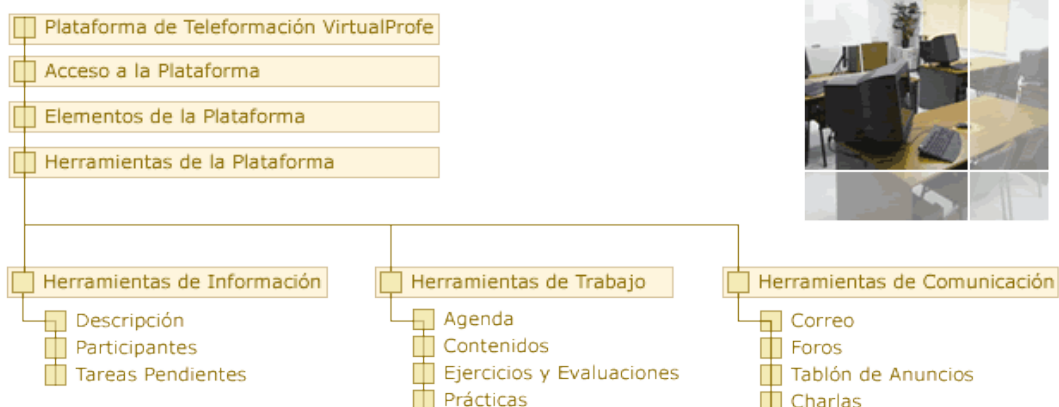 Plataforma de Teleformación VirtualProfe
Acceso a la Plataforma
Elementos de la Plataforma
Herramientas de la Plataforma
Herramientas de Información
Descripción
Participantes
Tareas Pendientes
Herramientas de Trabajo
Agenda
Contenidos
Ejercicios y Evaluaciones
Prácticas
Herramientas de Comunicación
Correo
Foros
Tablón de Anuncios
Charlas